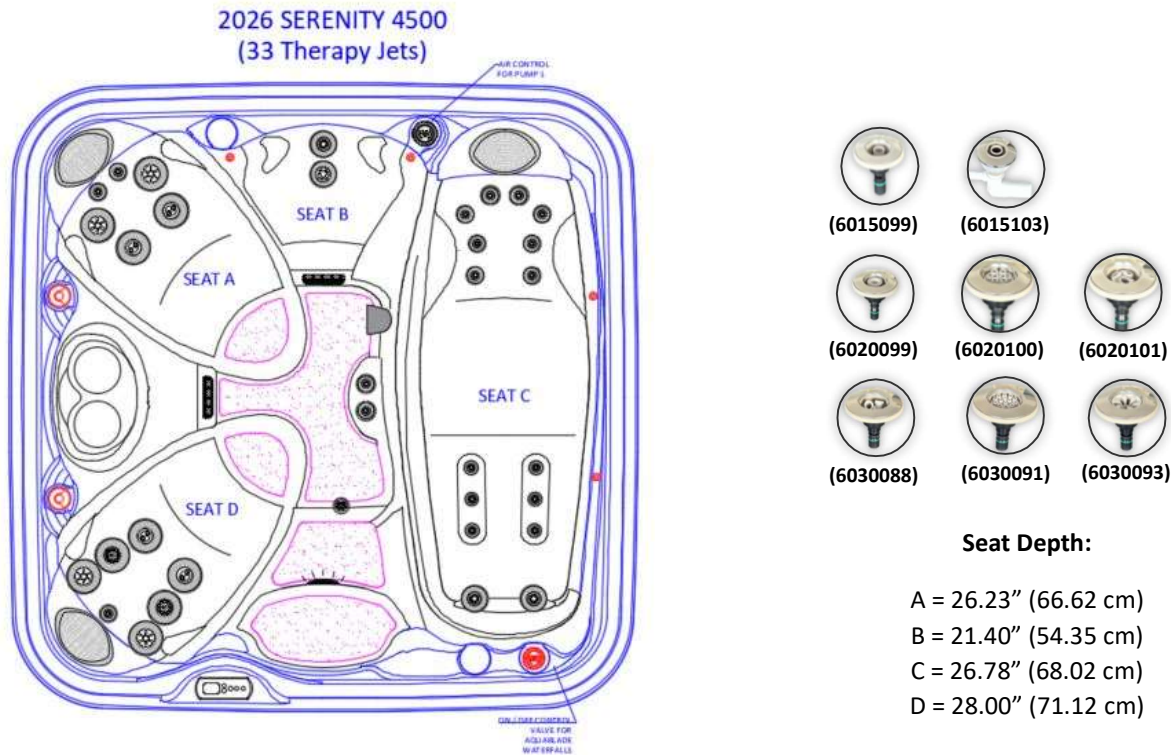 2026 SERENITY 4500
(33 Therapy Jets)
AIR CONTROL
FOR PUMP 1
SEAT B
SEAT A
SEAT C
SEAT D
ON / OFF CONTROL
VALVE FOR
AQUABLADE
WATERFALLS
(6015099)
(6015103)
(6020099)
(6020100)
(6020101)
(6030088)
(6030091)
(6030093)
Seat Depth:
A = 26.23” (66.62 cm)
B = 21.40” (54.35 cm)
C = 26.78” (68.02 cm)
D = 28.00” (71.12 cm)